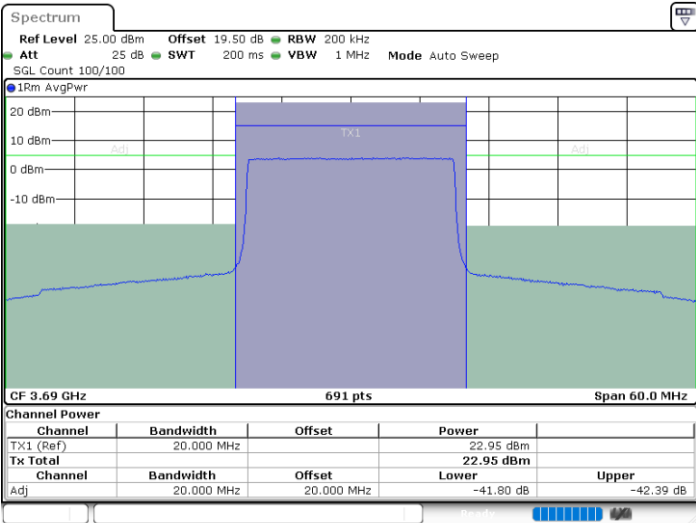 Spectrum
Ref Level 25.00 dBm Offset 19.50 dB RBW 200 kHz
Att 25 dB SWT 200 ms VBW 1 MHz Mode Auto Sweep
SGL Count 100/100
1Rm AvgPwr
20 dBm
TX1
10 dBm
Adj Adj
0 dBm
-10 dBm
CF 3.69 GHz 691 pts Span 60.0 MHz
Channel Power
Channel Bandwidth Offset Power
TX1 (Ref) 20.000 MHz 22.95 dBm
Tx Total 22.95 dBm
Channel Bandwidth Offset Lower Upper
Adj 20.000 MHz 20.000 MHz -41.80 dB -42.39 dB
Ready